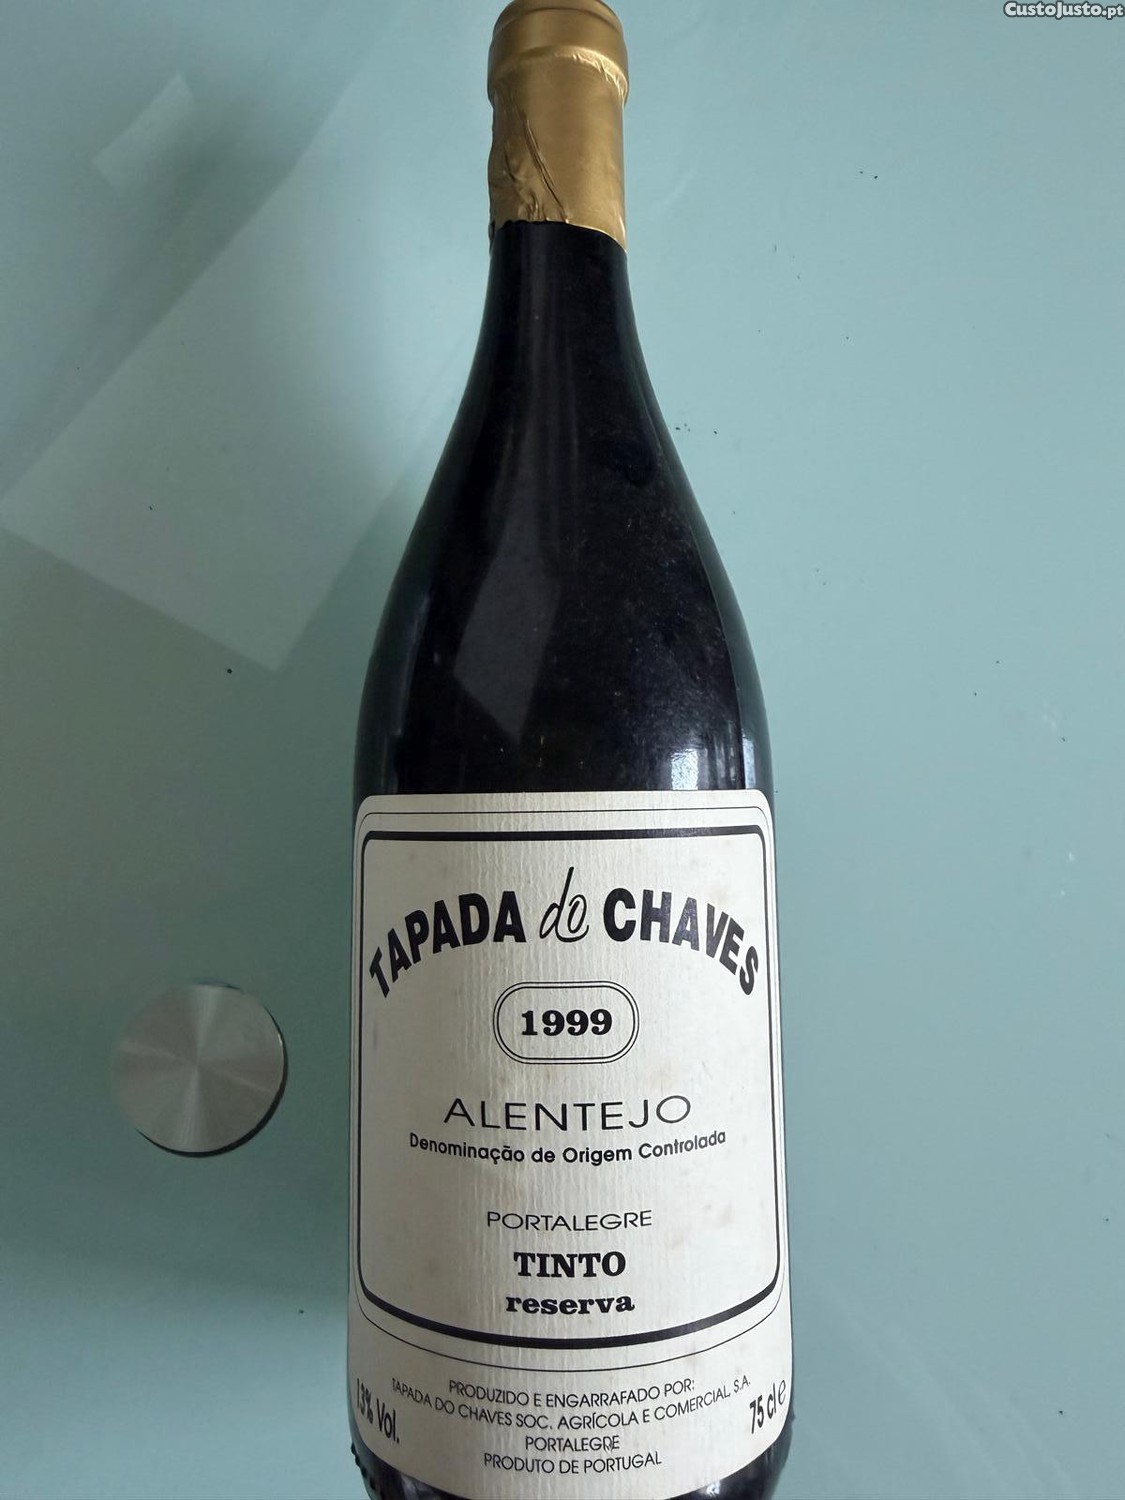 CustoJusto.pt
TAPADA do CHAVES
1999
ALENTEJO
Denominação de Origem Controlada
PORTALEGRE
TINTO
reserva
PRODUZIDO E ENGARRAFADO POR:
TAPADA DO CHAVES SOC. AGRÍCOLA E COMERCIAL, S.A.
13% Vol.
75 cl e
PORTALEGRE
PRODUTO DE PORTUGAL